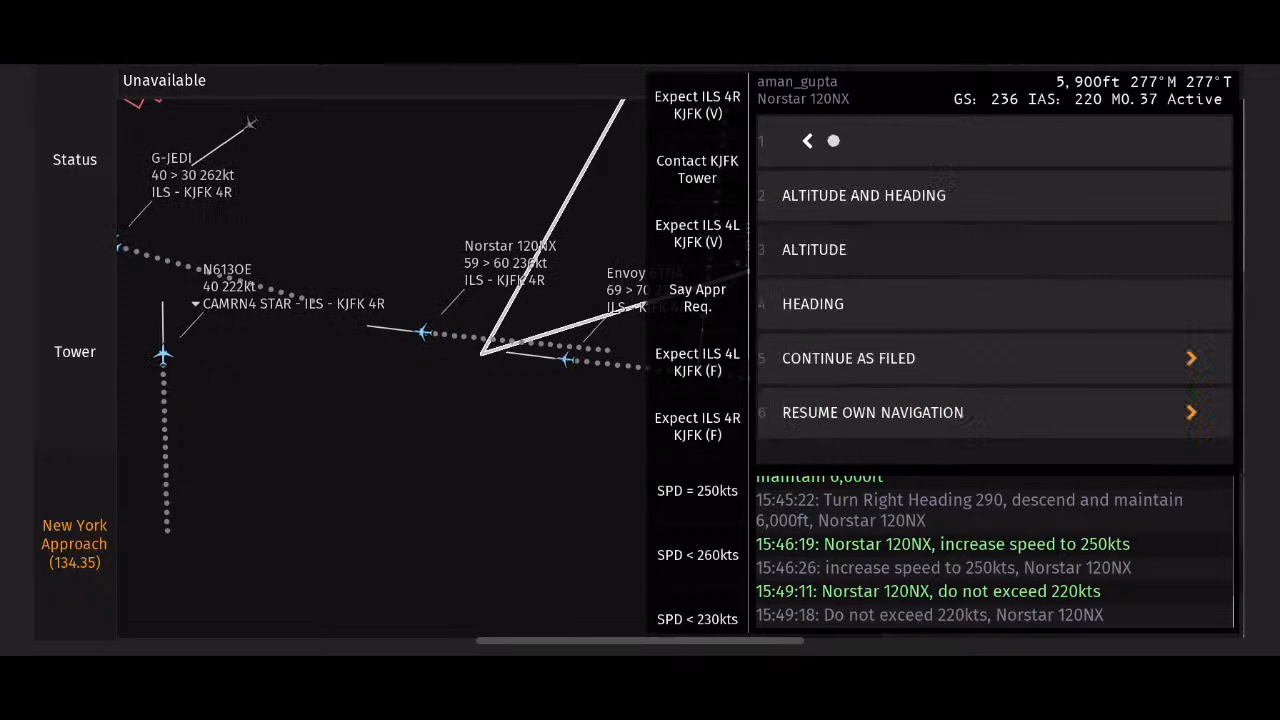 Unavailable
Status
Tower
New York
Approach
(134.35)
G-JEDI
40 > 30 262kt
ILS - KJFK 4R
N613OE
40 222kt
CAMRN4 STAR - ILS - KJFK 4R
Norstar 120NX
59 > 60 236kt
ILS - KJFK 4R
Envoy
69 > 70
ILS - K
Expect ILS 4R
KJFK (V)
Contact KJFK
Tower
Expect ILS 4L
KJFK (V)
Say Appr
Req.
Expect ILS 4L
KJFK (F)
Expect ILS 4R
KJFK (F)
SPD = 250kts
SPD < 260kts
SPD < 230kts
aman_gupta
Norstar 120NX
5,900ft 277°M 277°T
GS: 236 IAS: 220 M0.37 Active
1
2 ALTITUDE AND HEADING
3 ALTITUDE
4 HEADING
5 CONTINUE AS FILED
6 RESUME OWN NAVIGATION
maintain 6,000ft
15:45:22: Turn Right Heading 290, descend and maintain
6,000ft, Norstar 120NX
15:46:19: Norstar 120NX, increase speed to 250kts
15:46:26: increase speed to 250kts, Norstar 120NX
15:49:11: Norstar 120NX, do not exceed 220kts
15:49:18: Do not exceed 220kts, Norstar 120NX